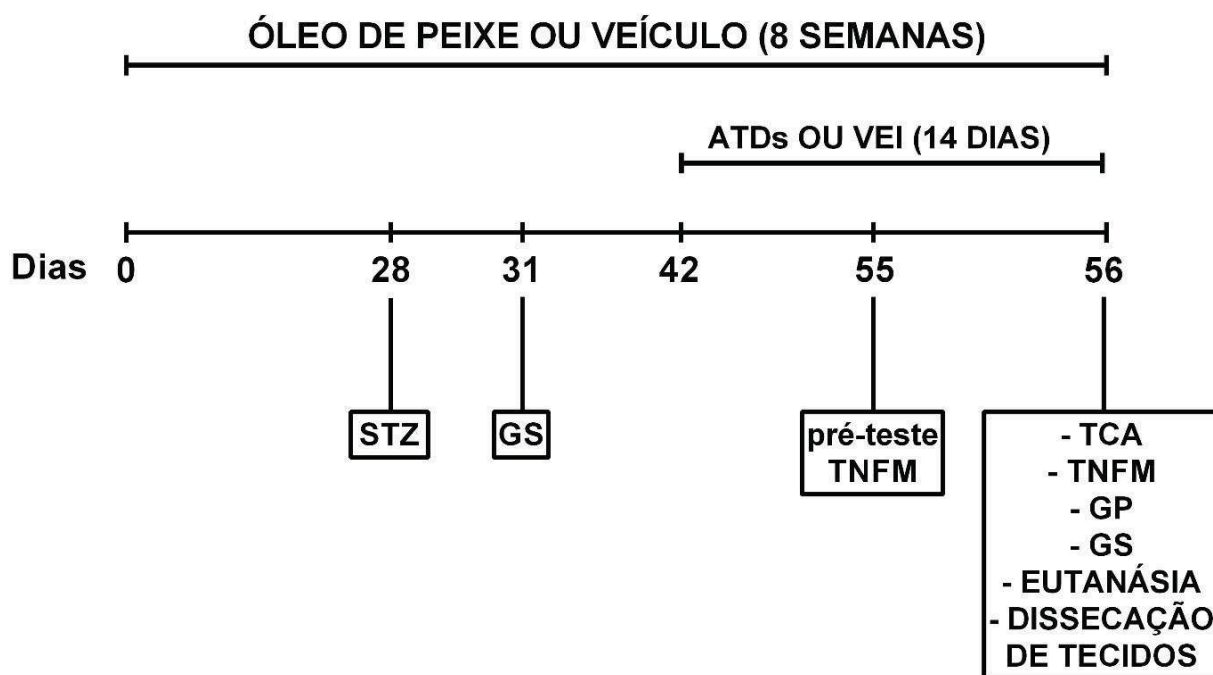 ÓLEO DE PEIXE OU VEÍCULO (8 SEMANAS)
ATDs OU VEI (14 DIAS)
Dias 0 28 31 42 55 56
STZ
GS
pré-teste
TNFM
- TCA
- TNFM
- GP
- GS
- EUTANÁSIA
- DISSECAÇÃO
DE TECIDOS